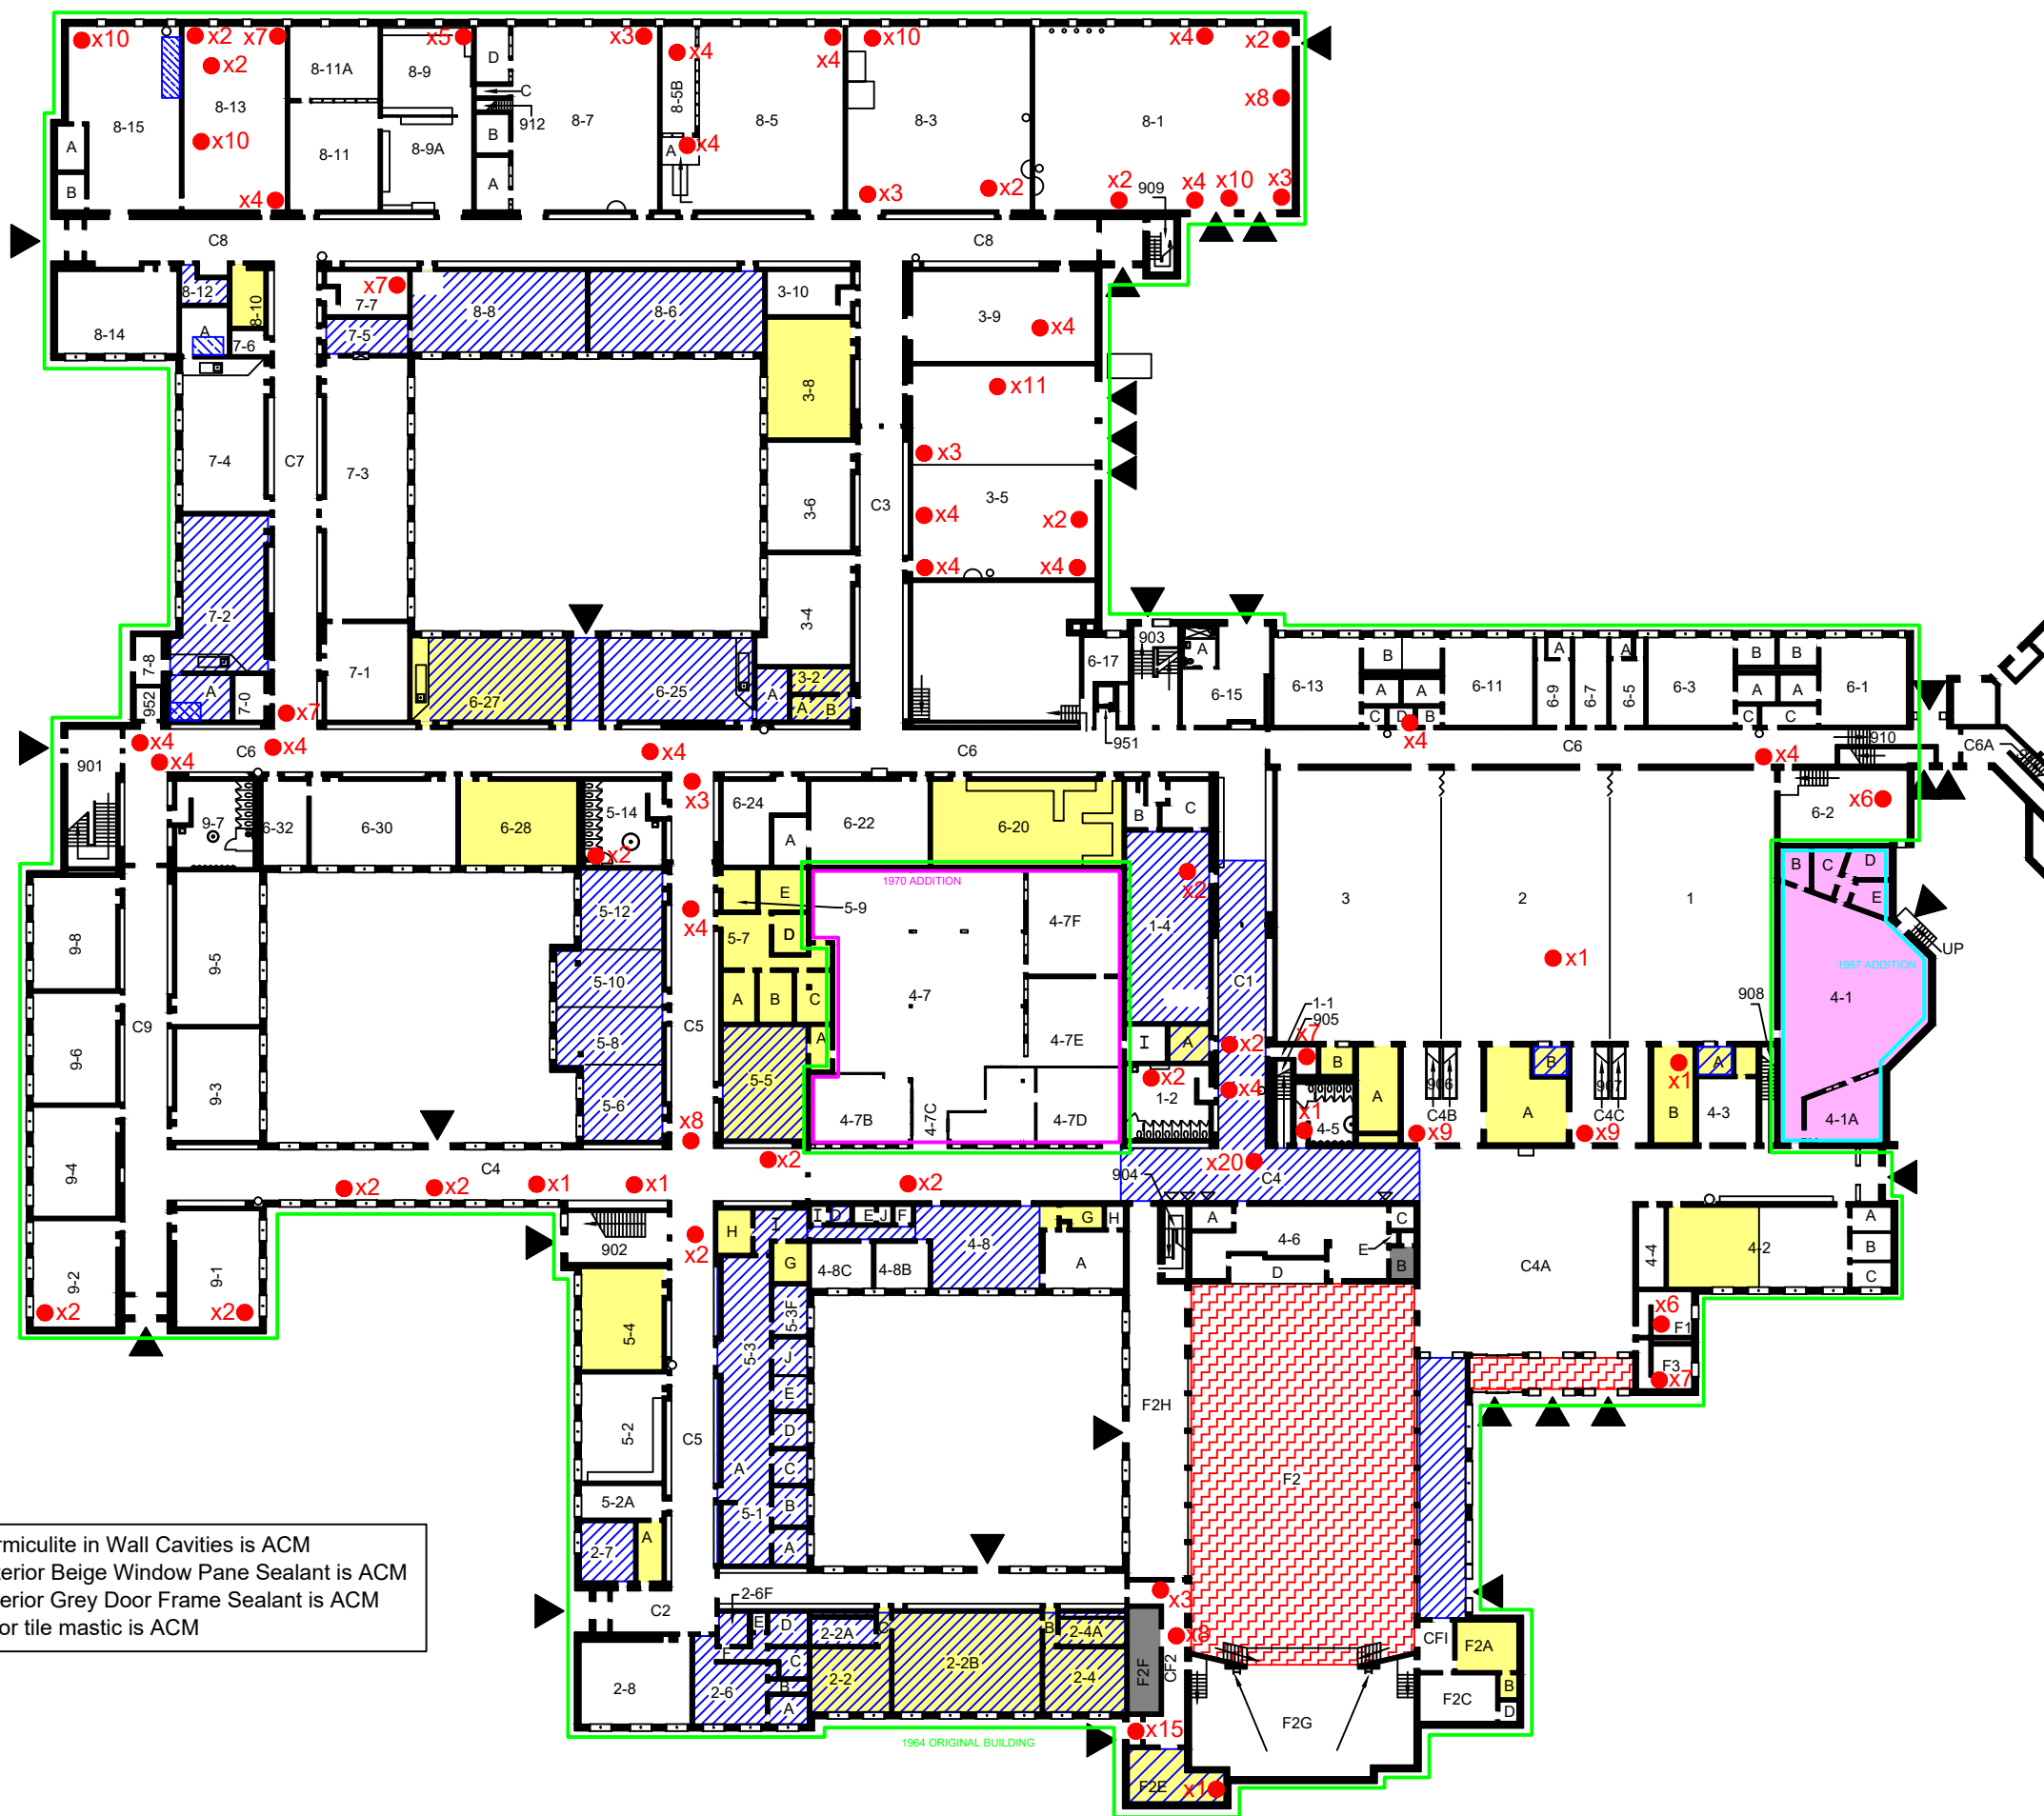 x10
x2
x7
x5
x3
x4
x4
x10
x4
x2
x2
x8
x10
x4
8-15
8-13
8-11A
8-11
8-9
8-9A
D
C
912
B
A
8-7
8-5B
A
x4
8-5
8-3
x3
x2
8-1
x2
909
x4
x10
x3
A
B
C8
C8
8-14
8-12
8-10
A
7-6
x7
7-7
7-5
8-8
8-6
3-10
3-9
x4
3-8
x11
x3
7-4
C7
7-3
3-6
C3
3-5
x4
x2
x4
x4
7-2
7-1
3-4
7-8
952
A
7-0
x7
6-27
6-25
A
3-2
A
B
6-17
903
A
6-15
951
6-13
B
A
A
C
D
B
x4
6-11
6-9
A
6-7
6-5
A
6-3
B
B
A
A
C
C
6-1
910
C6A
901
x4
x4
C6
x4
x4
C6
C6
x4
x3
9-7
6-32
6-30
6-28
5-14
x2
6-24
A
6-22
6-20
B
C
6-2
x6
9-8
9-5
9-6
C9
9-3
9-4
9-2
x2
9-1
x2
5-12
5-10
5-8
5-6
x4
C5
x8
E
5-9
5-7
D
A
B
C
A
5-5
1970 ADDITION
4-7F
4-7
4-7E
4-7B
4-7C
4-7D
x2
1-4
C1
I
A
x2
x2
1-2
x4
3
2
1
x1
1-1
905
x7
B
A
x1
4-5
906
C4B
x9
A
B
907
C4C
x9
x1
B
A
4-3
908
B
C
D
E
1987 ADDITION
UP
4-1
4-1A
C4
x2
x2
x1
x1
x2
x2
904
x20
C4
902
x2
H
I
G
I
D
E
J
F
4-8
4-8C
4-8B
G
H
A
A
4-6
C
E
D
B
C4A
4-4
4-2
A
B
C
x6
F1
F3
x7
5-4
5-3
5-3F
J
E
D
C
B
A
A
5-1
5-2
C5
5-2A
2-7
A
F2H
F2
rmiculite in Wall Cavities is ACM
terior Beige Window Pane Sealant is ACM
erior Grey Door Frame Sealant is ACM
or tile mastic is ACM
C2
2-6F
E
D
F
C
B
A
2-8
2-6
2-2A
C
2-2
2-2B
B
2-4A
2-4
x3
x8
F2F
CF2
x15
F2E
x1
F2G
CFI
F2A
F2C
B
D
1964 ORIGINAL BUILDING